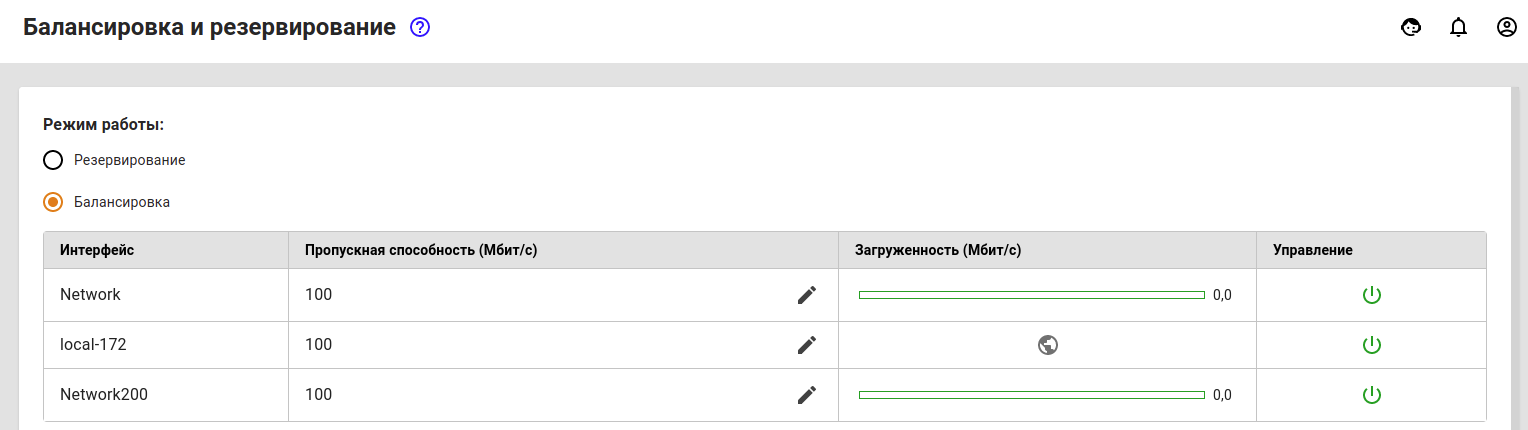 Балансировка и резервирование
Режим работы:
Резервирование
Балансировка
Интерфейс Пропускная способность (Мбит/с) Загруженность (Мбит/с) Управление
Network 100 0,0
local-172 100
Network200 100 0,0